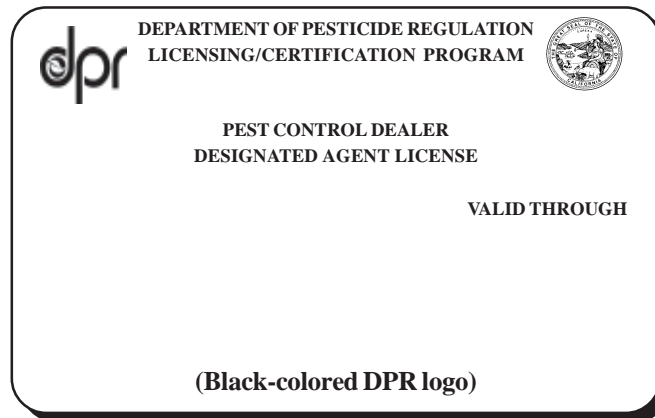 dpr
DEPARTMENT OF PESTICIDE REGULATION
LICENSING/CERTIFICATION PROGRAM
PEST CONTROL DEALER
DESIGNATED AGENT LICENSE
VALID THROUGH
(Black-colored DPR logo)